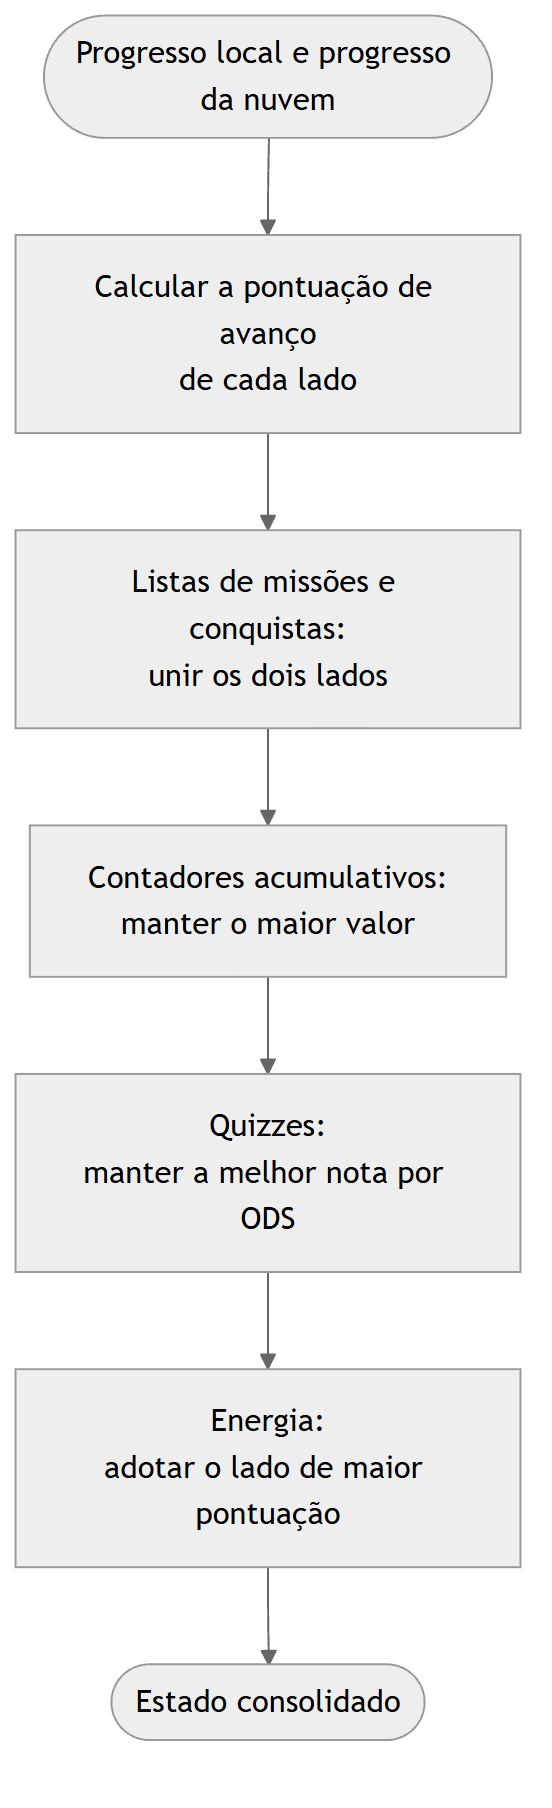 Progresso local e progresso
da nuvem
Calcular a pontuação de
avanço
de cada lado
Listas de missões e
conquistas:
unir os dois lados
Contadores acumulativos:
manter o maior valor
Quizzes:
manter a melhor nota por
ODS
Energia:
adotar o lado de maior
pontuação
Estado consolidado